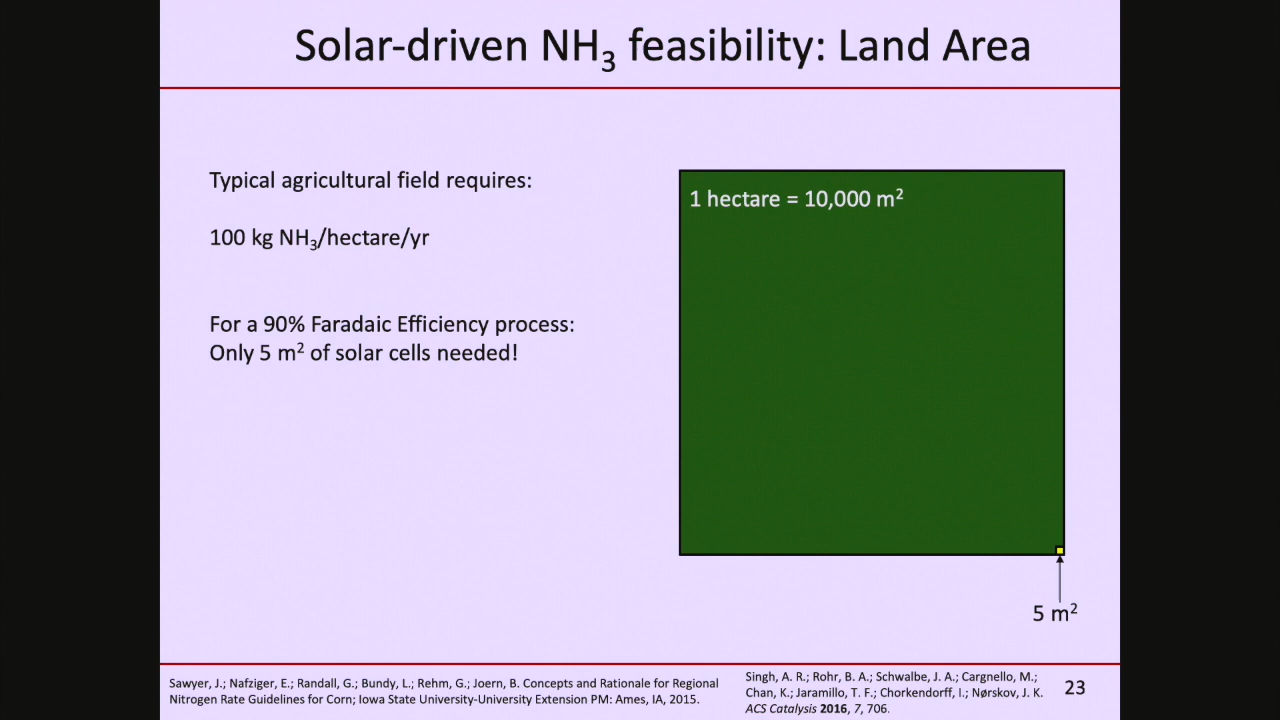 Solar-driven NH₃ feasibility: Land Area
Typical agricultural field requires:
100 kg NH₃/hectare/yr
For a 90% Faradaic Efficiency process:
Only 5 m² of solar cells needed!
1 hectare = 10,000 m²
5 m²
Sawyer, J.; Nafziger, E.; Randall, G.; Bundy, L.; Rehm, G.; Joern, B. Concepts and Rationale for Regional
Nitrogen Rate Guidelines for Corn; Iowa State University-University Extension PM: Ames, IA, 2015.
Singh, A. R.; Rohr, B. A.; Schwalbe, J. A.; Cargnello, M.;
Chan, K.; Jaramillo, T. F.; Chorkendorff, I.; Nørskov, J. K.
ACS Catalysis 2016, 7, 706.
23